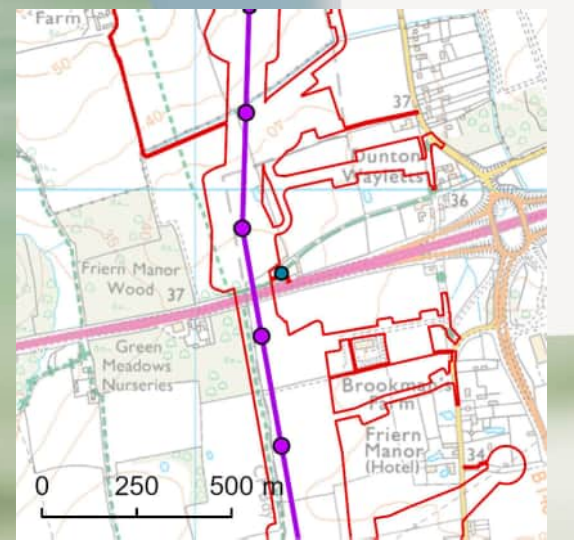 Farm
50
37
40
70
Dunton
Wayletts
36
Friern Manor
Wood
37
Green
Meadows
Nurseries
Brookman's
Farm
Friern
Manor
(Hotel)
34
0 250 500 m